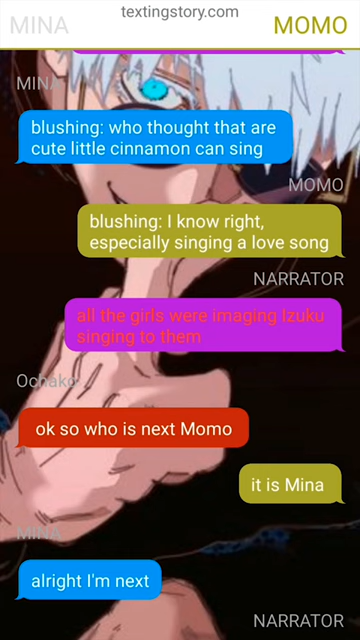 textingstory.com
MINA
MOMO
MINA
blushing: who thought that are
cute little cinnamon can sing
MOMO
blushing: I know right,
especially singing a love song
NARRATOR
all the girls were imaging Izuku
singing to them
Ochako
ok so who is next Momo
it is Mina
MINA
alright I'm next
NARRATOR